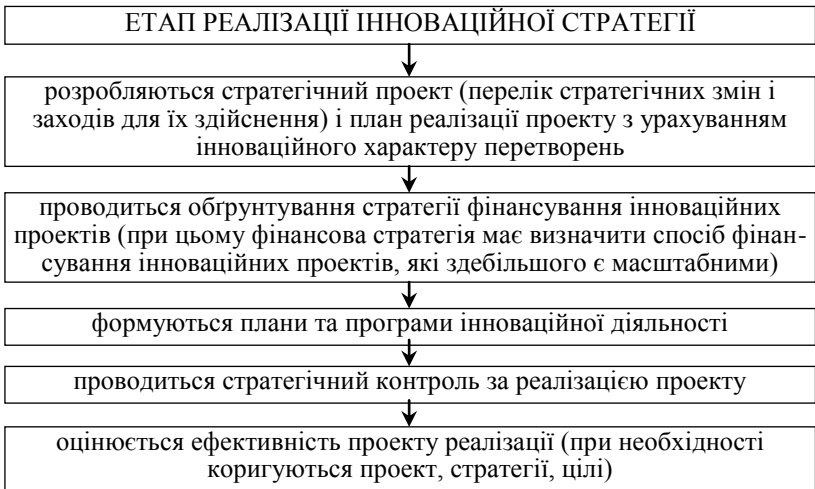 ЕТАП РЕАЛІЗАЦІЇ ІННОВАЦІЙНОЇ СТРАТЕГІЇ
розробляються стратегічний проект (перелік стратегічних змін і
заходів для їх здійснення) і план реалізації проекту з урахуванням
інноваційного характеру перетворень
проводиться обґрунтування стратегії фінансування інноваційних
проектів (при цьому фінансова стратегія має визначити спосіб фінан-
сування інноваційних проектів, які здебільшого є масштабними)
формуються плани та програми інноваційної діяльності
проводиться стратегічний контроль за реалізацією проекту
оцінюється ефективність проекту реалізації (при необхідності
коригуються проект, стратегії, цілі)